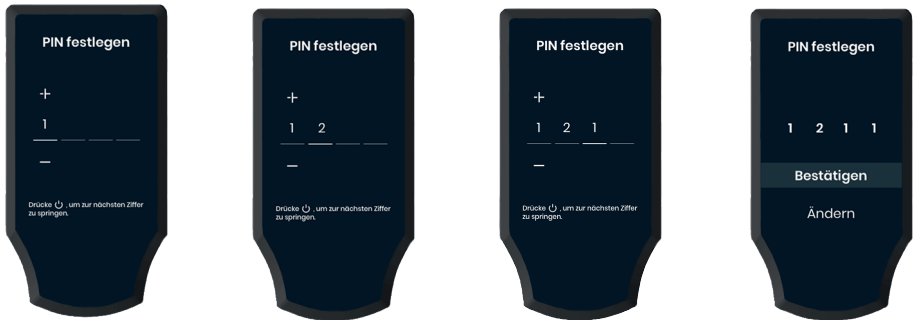 PIN festlegen
+
1
–
Drücke ⏻ , um zur nächsten Ziffer
zu springen.
PIN festlegen
+
1 2
–
Drücke ⏻ , um zur nächsten Ziffer
zu springen.
PIN festlegen
+
1 2 1
–
Drücke ⏻ , um zur nächsten Ziffer
zu springen.
PIN festlegen
1 2 1 1
Bestätigen
Ändern